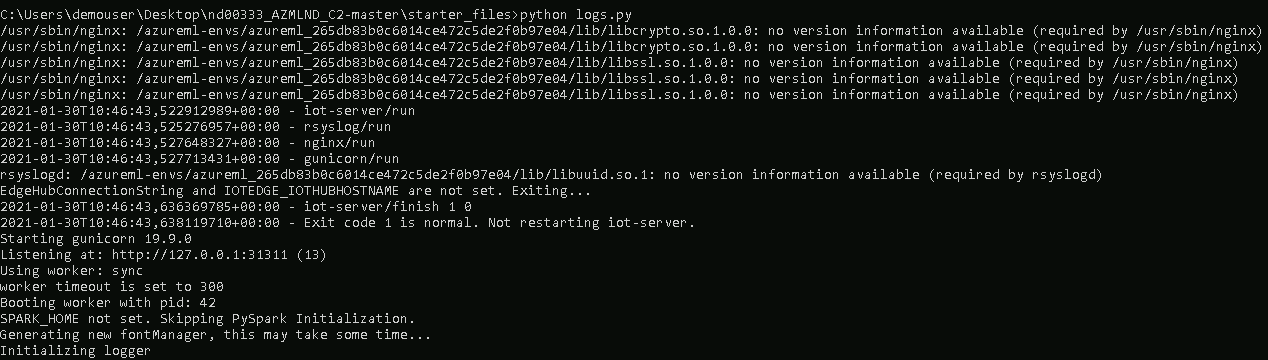 C:\Users\demouser\Desktop\nd00333_AZMLND_C2-master\starter_files>python logs.py
/usr/sbin/nginx: /azureml-envs/azureml_265db83b0c6014ce472c5de2f0b97e04/lib/libcrypto.so.1.0.0: no version information available (required by /usr/sbin/nginx)
/usr/sbin/nginx: /azureml-envs/azureml_265db83b0c6014ce472c5de2f0b97e04/lib/libcrypto.so.1.0.0: no version information available (required by /usr/sbin/nginx)
/usr/sbin/nginx: /azureml-envs/azureml_265db83b0c6014ce472c5de2f0b97e04/lib/libssl.so.1.0.0: no version information available (required by /usr/sbin/nginx)
/usr/sbin/nginx: /azureml-envs/azureml_265db83b0c6014ce472c5de2f0b97e04/lib/libssl.so.1.0.0: no version information available (required by /usr/sbin/nginx)
/usr/sbin/nginx: /azureml-envs/azureml_265db83b0c6014ce472c5de2f0b97e04/lib/libssl.so.1.0.0: no version information available (required by /usr/sbin/nginx)
2021-01-30T10:46:43,522912989+00:00 - iot-server/run
2021-01-30T10:46:43,525276957+00:00 - rsyslog/run
2021-01-30T10:46:43,527648327+00:00 - nginx/run
2021-01-30T10:46:43,527713431+00:00 - gunicorn/run
rsyslogd: /azureml-envs/azureml_265db83b0c6014ce472c5de2f0b97e04/lib/libuuid.so.1: no version information available (required by rsyslogd)
EdgeHubConnectionString and IOTEDGE_IOTHUBHOSTNAME are not set. Exiting...
2021-01-30T10:46:43,636369785+00:00 - iot-server/finish 1 0
2021-01-30T10:46:43,638119710+00:00 - Exit code 1 is normal. Not restarting iot-server.
Starting gunicorn 19.9.0
Listening at: http://127.0.0.1:31311 (13)
Using worker: sync
worker timeout is set to 300
Booting worker with pid: 42
SPARK_HOME not set. Skipping PySpark Initialization.
Generating new fontManager, this may take some time...
Initializing logger